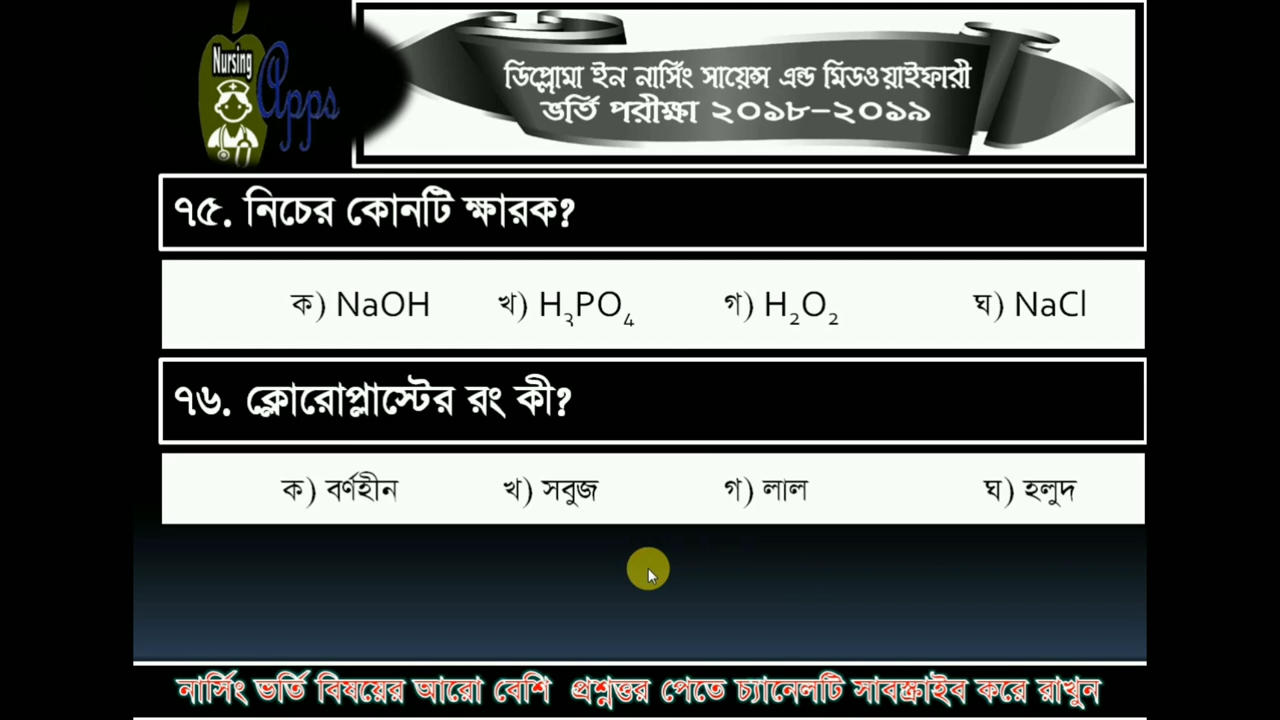 Nursing
Apps
ডিপ্লোমা ইন নার্সিং সায়েন্স এন্ড মিডওয়াইফারী
ভর্তি পরীক্ষা ২০১৮-২০১৯
৭৫. নিচের কোনটি ক্ষারক?
ক) NaOH খ) H₃PO₄ গ) H₂O₂ ঘ) NaCl
৭৬. ক্লোরোপ্লাস্টের রং কী?
ক) বর্ণহীন খ) সবুজ গ) লাল ঘ) হলুদ
নার্সিং ভর্তি বিষয়ের আরো বেশি প্রশ্নত্তর পেতে চ্যানেলটি সাবস্ক্রাইব করে রাখুন